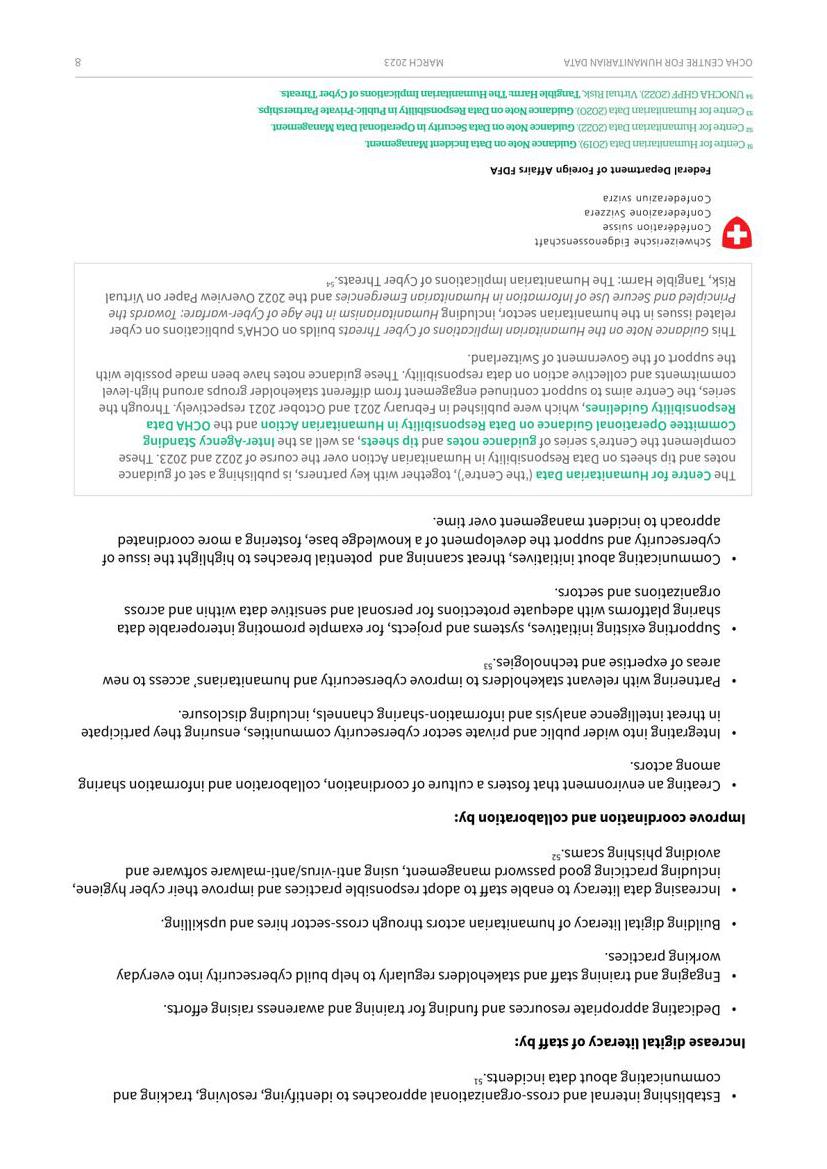 • Establishing internal and cross-organizational approaches to identifying, resolving, tracking and
communicating about data incidents.51
Increase digital literacy of staff by:
• Dedicating appropriate resources and funding for training and awareness raising efforts.
• Engaging and training staff and stakeholders regularly to help build cybersecurity into everyday
working practices.
• Building digital literacy of humanitarian actors through cross-sector hires and upskilling.
• Increasing data literacy to enable staff to adopt responsible practices and improve their cyber hygiene,
including practicing good password management, using anti-virus/anti-malware software and
avoiding phishing scams.52
Improve coordination and collaboration by:
• Creating an environment that fosters a culture of coordination, collaboration and information sharing
among actors.
• Integrating into wider public and private sector cybersecurity communities, ensuring they participate
in threat intelligence analysis and information-sharing channels, including disclosure.
• Partnering with relevant stakeholders to improve cybersecurity and humanitarians' access to new
areas of expertise and technologies.53
• Supporting existing initiatives, systems and projects, for example promoting interoperable data
sharing platforms with adequate protections for personal and sensitive data within and across
organizations and sectors.
• Communicating about initiatives, threat scanning and potential breaches to highlight the issue of
cybersecurity and support the development of a knowledge base, fostering a more coordinated
approach to incident management over time.
The Centre for Humanitarian Data ('the Centre'), together with key partners, is publishing a set of guidance
notes and tip sheets on Data Responsibility in Humanitarian Action over the course of 2022 and 2023. These
complement the Centre's series of guidance notes and tip sheets, as well as the Inter-Agency Standing
Committee Operational Guidance on Data Responsibility in Humanitarian Action and the OCHA Data
Responsibility Guidelines, which were published in February 2021 and October 2021 respectively. Through the
series, the Centre aims to support continued engagement from different stakeholder groups around high-level
commitments and collective action on data responsibility. These guidance notes have been made possible with
the support of the Government of Switzerland.
This Guidance Note on the Humanitarian Implications of Cyber Threats builds on OCHA's publications on cyber
related issues in the humanitarian sector, including Humanitarianism in the Age of Cyber-warfare: Towards the
Principled and Secure Use of Information in Humanitarian Emergencies and the 2022 Overview Paper on Virtual
Risk, Tangible Harm: The Humanitarian Implications of Cyber Threats.54
Schweizerische Eidgenossenschaft
Confédération suisse
Confederazione Svizzera
Confederaziun svizra
Federal Department of Foreign Affairs FDFA
51 Centre for Humanitarian Data (2019). Guidance Note on Data Incident Management.
52 Centre for Humanitarian Data (2022). Guidance Note on Data Security in Operational Data Management.
53 Centre for Humanitarian Data (2020). Guidance Note on Data Responsibility in Public-Private Partnerships.
54 UNOCHA GHPF (2022). Virtual Risk, Tangible Harm: The Humanitarian Implications of Cyber Threats.
OCHA CENTRE FOR HUMANITARIAN DATA MARCH 2023 8